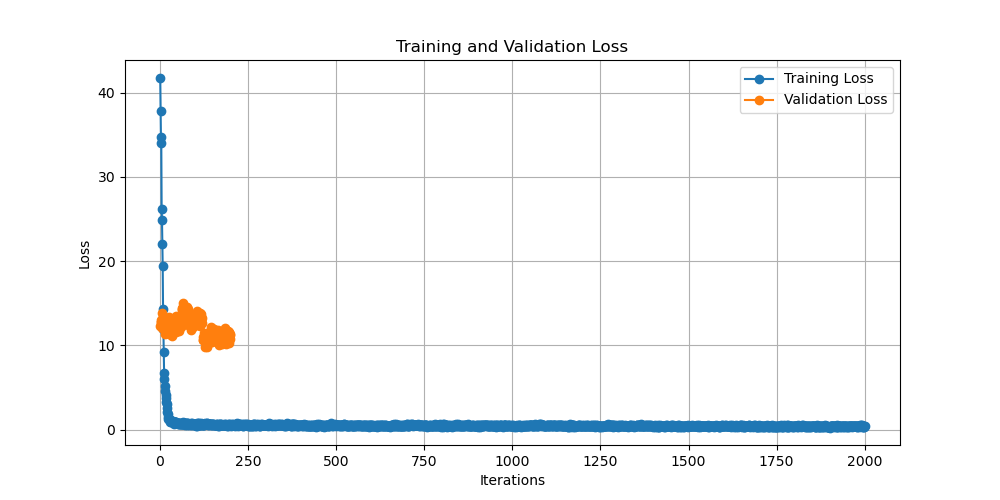 Training and Validation Loss
Training Loss
Validation Loss
Loss
40
30
20
10
0
0 250 500 750 1000 1250 1500 1750 2000
Iterations